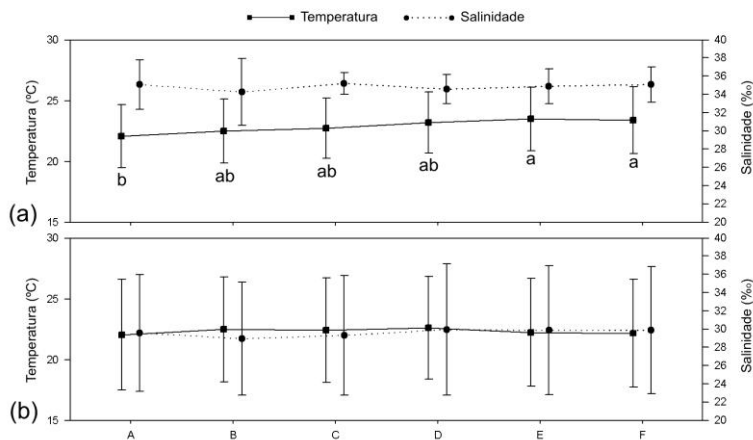 Temperatura Salinidade
30 40
38
36
25 34
32
30
20 28
26
24
22
15 20
Temperatura (ºC)
Salinidade (‰)
b ab ab ab a a
(a)
30 40
38
36
25 34
32
30
20 28
26
24
22
15 20
Temperatura (ºC)
Salinidade (‰)
(b)
A B C D E F